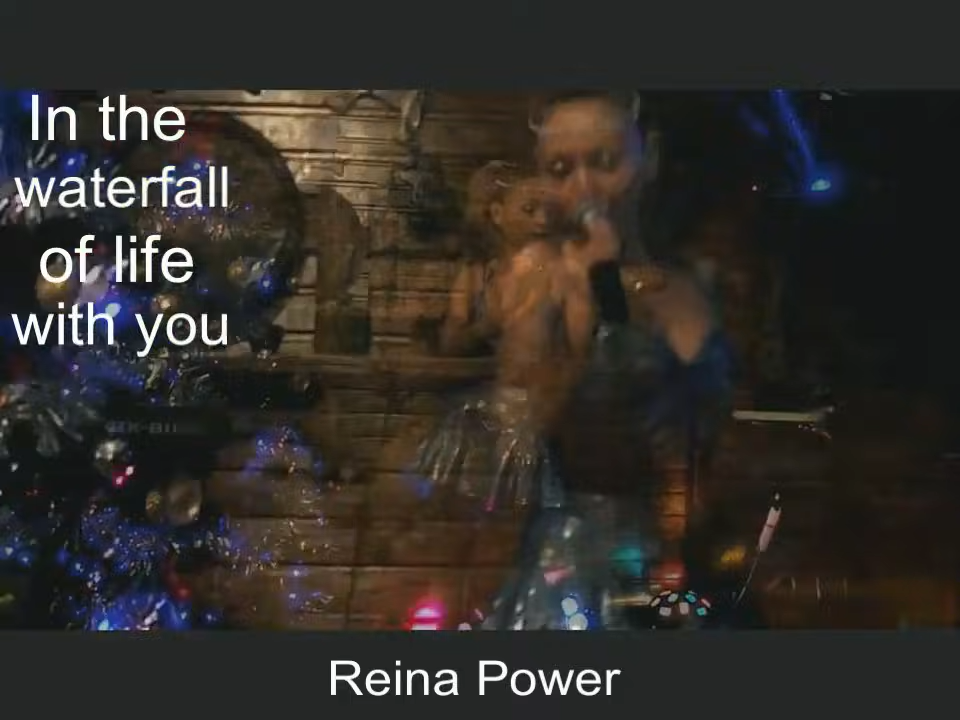 In the
waterfall
of life
with you
Reina Power